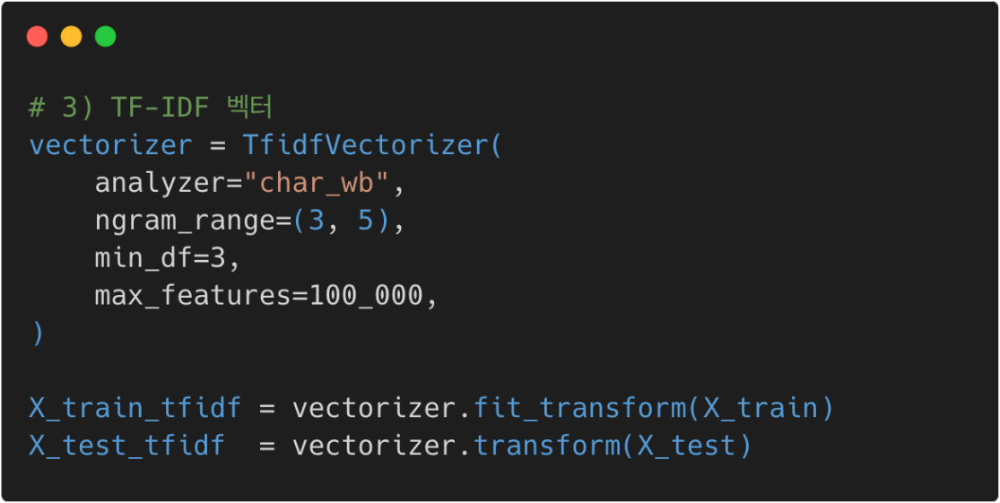 # 3) TF-IDF 벡터
vectorizer = TfidfVectorizer(
    analyzer="char_wb",
    ngram_range=(3, 5),
    min_df=3,
    max_features=100_000,
)

X_train_tfidf = vectorizer.fit_transform(X_train)
X_test_tfidf  = vectorizer.transform(X_test)